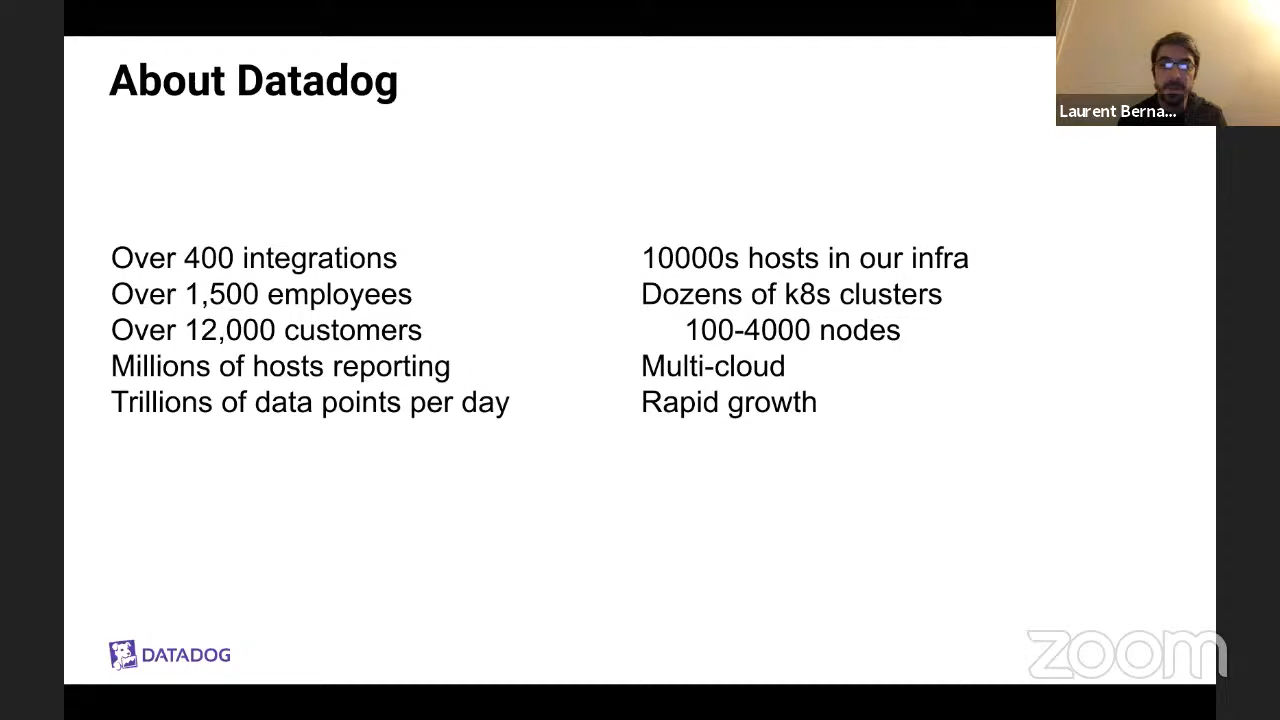 About Datadog
Laurent Berna...
Over 400 integrations
Over 1,500 employees
Over 12,000 customers
Millions of hosts reporting
Trillions of data points per day
10000s hosts in our infra
Dozens of k8s clusters
100-4000 nodes
Multi-cloud
Rapid growth
DATADOG
zoom